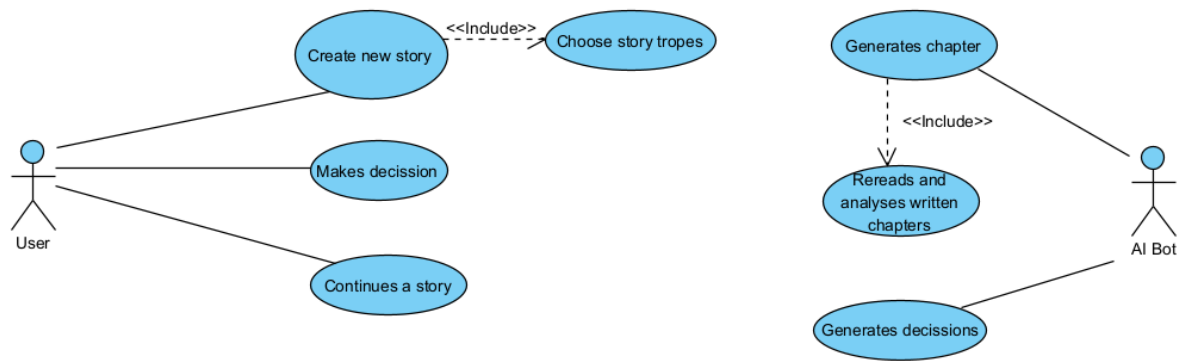 <<Include>>
Create new story
Choose story tropes
Generates chapter
<<Include>>
Makes decission
Rereads and
analyses written
chapters
User
AI Bot
Continues a story
Generates decissions